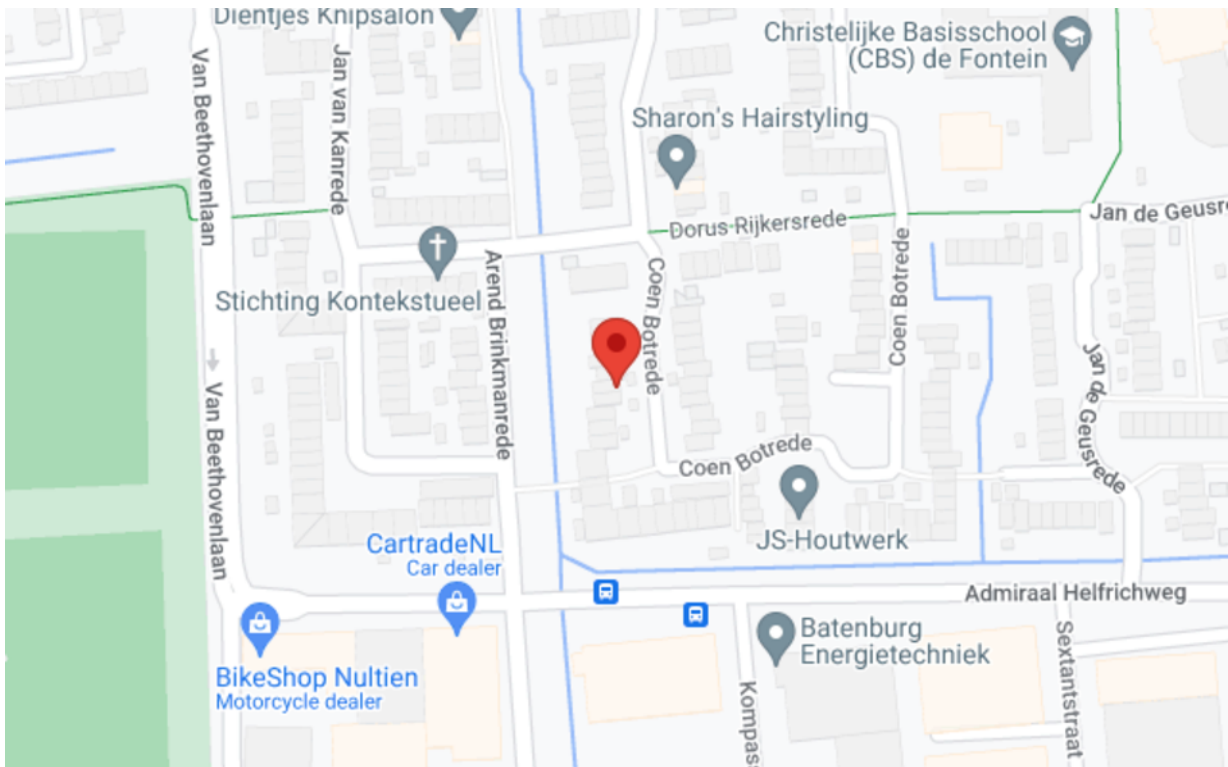 Dientjes Knipsalon
Christelijke Basisschool
(CBS) de Fontein
Van Beethovenlaan
Jan van Kanrede
Sharon's Hairstyling
Dorus Rijkersrede
Jan de Geusre
Stichting Kontekstueel
Arend Brinkmanrede
Coen Botrede
Coen Botrede
Van Beethovenlaan
Jan de Geusrede
Coen Botrede
JS-Houtwerk
CartradeNL
Car dealer
Admiraal Helfrichweg
Batenburg
Energietechniek
BikeShop Nultien
Motorcycle dealer
Kompas
Sextantstraat